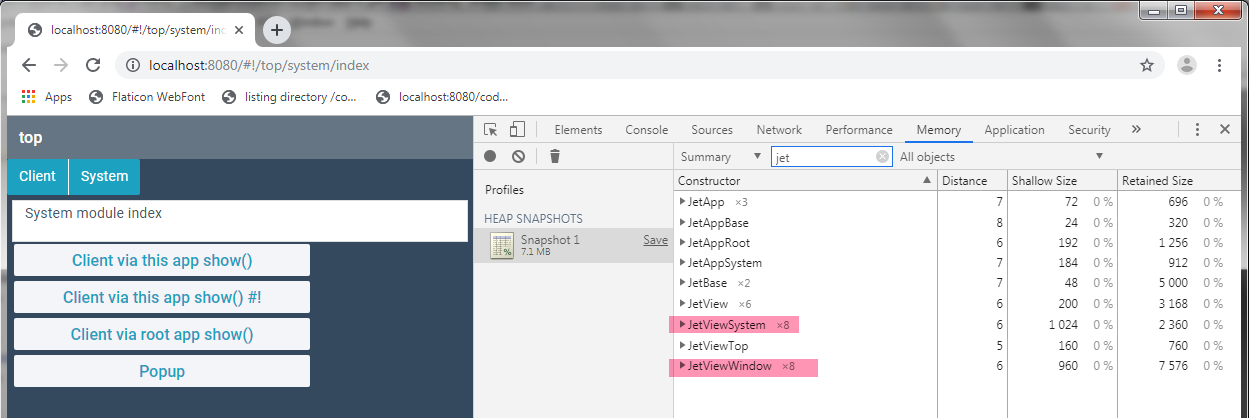 localhost:8080/#!/top/system/inc
localhost:8080/#!/top/system/index
Apps Flaticon WebFont listing directory /co... localhost:8080/cod...
top
Client System
System module index
Client via this app show()
Client via this app show() #!
Client via root app show()
Popup
Elements Console Sources Network Performance Memory Application Security
Summary jet All objects
Profiles
HEAP SNAPSHOTS
Snapshot 1 Save
7.1 MB
Constructor Distance Shallow Size Retained Size
JetApp ×3 7 72 0 % 696 0 %
JetAppBase 8 24 0 % 320 0 %
JetAppRoot 6 192 0 % 1 256 0 %
JetAppSystem 7 184 0 % 912 0 %
JetBase ×2 7 48 0 % 5 000 0 %
JetView ×6 6 200 0 % 3 168 0 %
JetViewSystem ×8 6 1 024 0 % 2 360 0 %
JetViewTop 5 160 0 % 760 0 %
JetViewWindow ×8 6 960 0 % 7 576 0 %